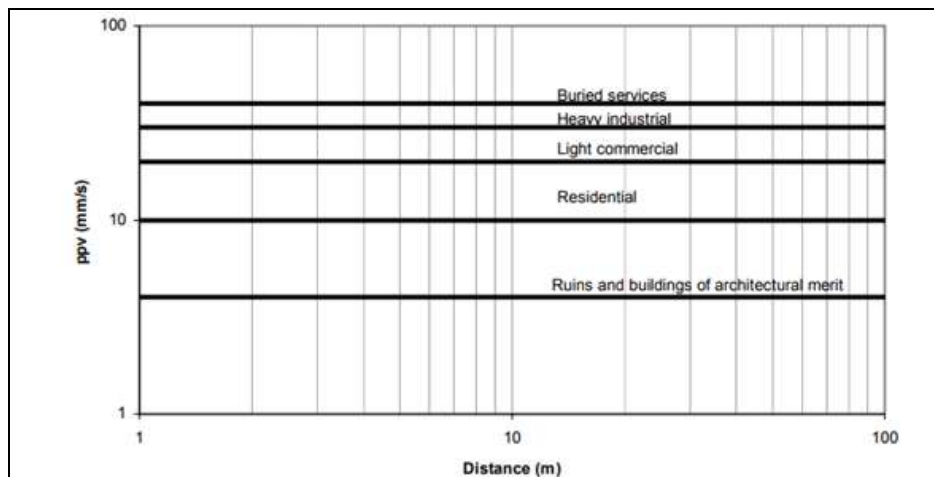 100
Buried services
Heavy industrial
Light commercial
Residential
10
Ruins and buildings of architectural merit
1
1
10
100
ppv (mm/s)
Distance (m)